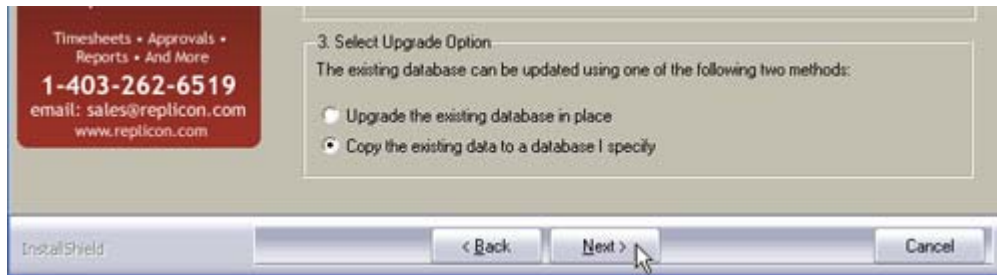 Timesheets • Approvals •
Reports • And More
1-403-262-6519
email: sales@replicon.com
www.replicon.com
3. Select Upgrade Option
The existing database can be updated using one of the following two methods:
Upgrade the existing database in place
Copy the existing data to a database I specify
InstallShield
< Back
Next >
Cancel